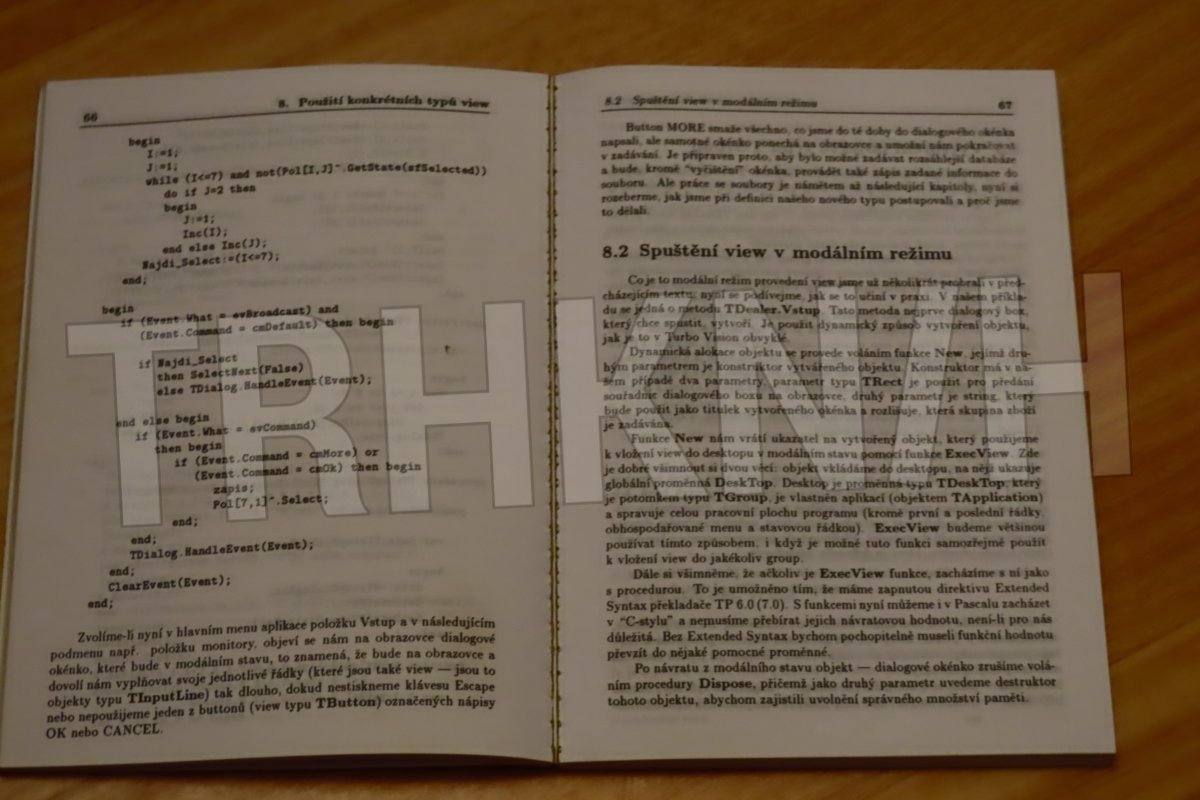 66
8. Použití konkrétních typů view
begin
I:=1;
J:=1;
while (I<=7) and not(Pol[I,J]^.GetState(sfSelected))
do if J=2 then
begin
J:=1;
Inc(I);
end else Inc(J);
Najdi_Select:=(I<=7);
end;
begin
if (Event.What = evBroadcast) and
(Event.Command = cmDefault) then begin
if Najdi_Select
then SelectNext(False)
else TDialog.HandleEvent(Event);
end else begin
if (Event.What = evCommand)
then begin
if (Event.Command = cmMore) or
(Event.Command = cmOk) then begin
zapis;
Pol[7,1]^.Select;
end;
end;
TDialog.HandleEvent(Event);
end;
ClearEvent(Event);
end;
Zvolíme-li nyní v hlavním menu aplikace položku Vstup a v následujícím
podmenu např. položku monitory, objeví se nám na obrazovce dialogové
okénko, které bude v modálním stavu, to znamená, že bude na obrazovce a
dovolí nám vyplňovat svoje jednotlivé řádky (které jsou také view — jsou to
objekty typu TInputLine) tak dlouho, dokud nestiskneme klávesu Escape
nebo nepoužijeme jeden z buttonů (view typu TButton) označených nápisy
OK nebo CANCEL.
8.2 Spuštění view v modálním režimu
67
Button MORE smaže všechno, co jsme do té doby do dialogového okénka
napsali, ale samotné okénko ponechá na obrazovce a umožní nám pokračovat
v zadávání. Je připraven proto, aby bylo možné zadávat rozsáhlejší databáze
a bude, kromě "vyčištění" okénka, provádět také zápis zadané informace do
souboru. Ale práce se soubory je námětem až následující kapitoly, nyní si
rozeberme, jak jsme při definici našeho nového typu postupovali a proč jsme
to dělali.
8.2 Spuštění view v modálním režimu
Co je to modální režim provedení view jsme už několikrát probrali v před-
cházejícím textu, nyní se podívejme, jak se to učiní v praxi. V našem příkla-
du se jedná o metodu TDealer.Vstup. Tato metoda nejprve dialogový box,
který chce spustit, vytvoří. Je použit dynamický způsob vytvoření objektu,
jak je to v Turbo Vision obvyklé.
Dynamická alokace objektu se provede voláním funkce New, jejímž dru-
hým parametrem je konstruktor vytvářeného objektu. Konstruktor má v na-
šem případě dva parametry, parametr typu TRect je použit pro předání
souřadnic dialogového boxu na obrazovce, druhý parametr je string, který
bude použit jako titulek vytvořeného okénka a rozlišuje, která skupina zboží
je zadávána.
Funkce New nám vrátí ukazatel na vytvořený objekt, který použijeme
k vložení view do desktopu v modálním stavu pomocí funkce ExecView. Zde
je dobré všimnout si dvou věcí: objekt vkládáme do desktopu, na nějž ukazuje
globální proměnná DeskTop. Desktop je proměnná typu TDeskTop, který
je potomkem typu TGroup, je vlastněn aplikací (objektem TApplication)
a spravuje celou pracovní plochu programu (kromě první a poslední řádky,
obhospodařované menu a stavovou řádkou). ExecView budeme většinou
používat tímto způsobem, i když je možné tuto funkci samozřejmě použít
k vložení view do jakékoliv group.
Dále si všimněme, že ačkoliv je ExecView funkce, zacházíme s ní jako
s procedurou. To je umožněno tím, že máme zapnutou direktivu Extended
Syntax překladače TP 6.0 (7.0). S funkcemi nyní můžeme i v Pascalu zacházet
v "C-stylu" a nemusíme přebírat jejich návratovou hodnotu, není-li pro nás
důležitá. Bez Extended Syntax bychom pochopitelně museli funkční hodnotu
převzít do nějaké pomocné proměnné.
Po návratu z modálního stavu objekt — dialogové okénko zrušíme volá-
ním procedury Dispose, přičemž jako druhý parametr uvedeme destruktor
tohoto objektu, abychom zajistili uvolnění správného množství paměti.
TRHKNIH